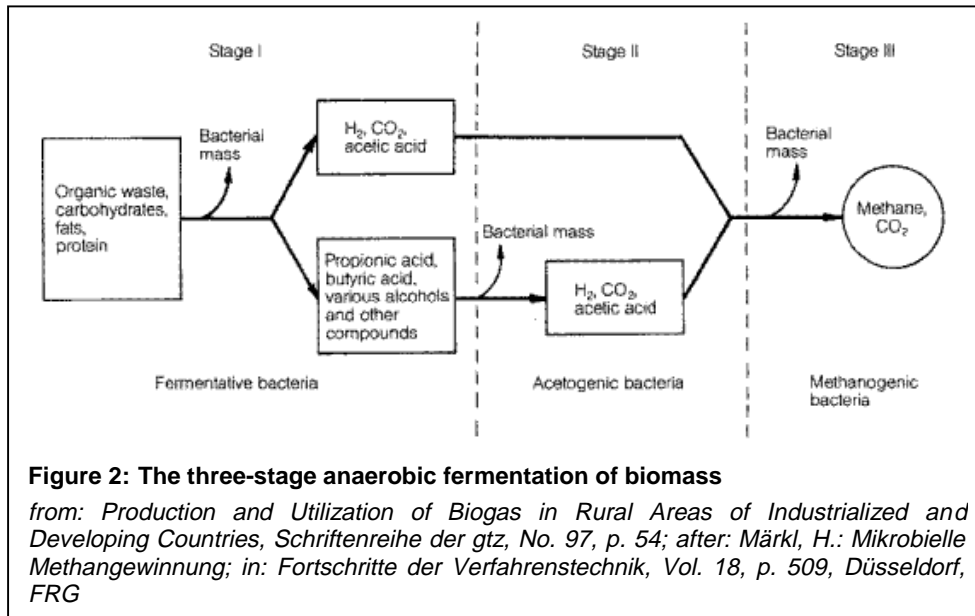 Stage I
Stage II
Stage III
Organic waste,
carbohydrates,
fats,
protein
Bacterial
mass
H₂, CO₂,
acetic acid
Propionic acid,
butyric acid,
various alcohols
and other
compounds
Bacterial mass
H₂, CO₂,
acetic acid
Bacterial
mass
Methane,
CO₂
Fermentative bacteria
Acetogenic bacteria
Methanogenic
bacteria
Figure 2: The three-stage anaerobic fermentation of biomass
from: Production and Utilization of Biogas in Rural Areas of Industrialized and
Developing Countries, Schriftenreihe der gtz, No. 97, p. 54; after: Märkl, H.: Mikrobielle
Methangewinnung; in: Fortschritte der Verfahrenstechnik, Vol. 18, p. 509, Düsseldorf,
FRG